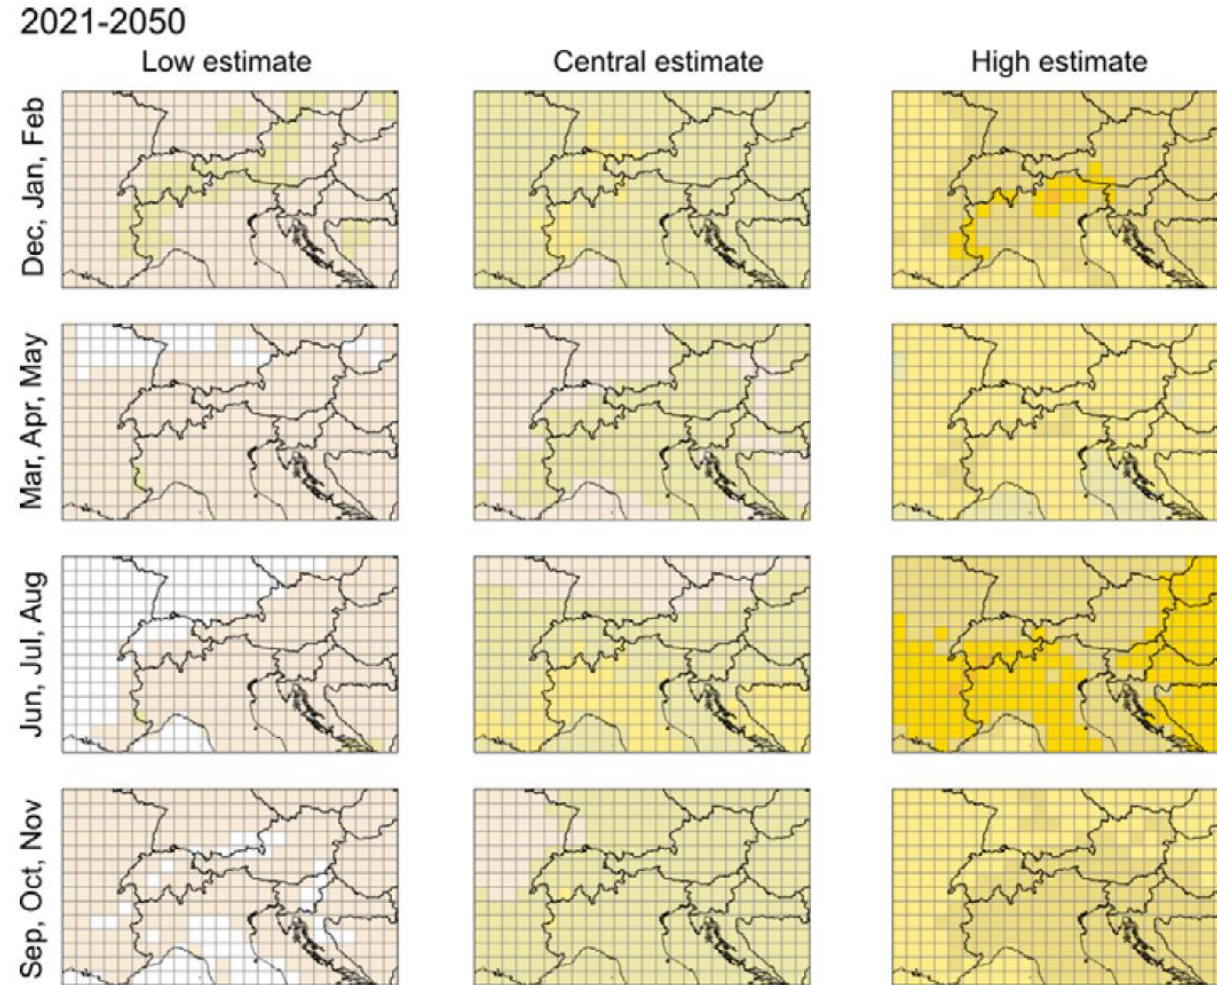 2021-2050
Low estimate
Central estimate
High estimate
Dec, Jan, Feb
Mar, Apr, May
Jun, Jul, Aug
Sep, Oct, Nov